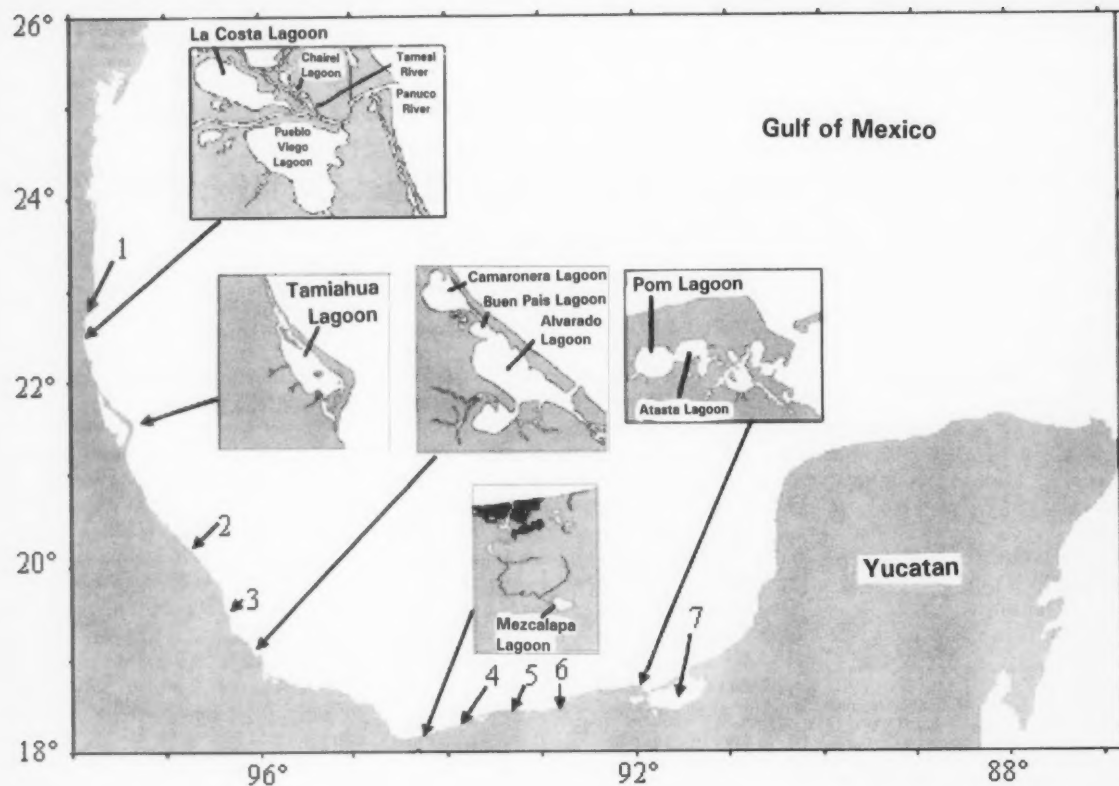 26°
24°
22°
20°
18°
96°
92°
88°
La Costa Lagoon
Chairel
Lagoon
Tamesi
River
Panuco
River
Pueblo
Viego
Lagoon
Gulf of Mexico
1
Tamiahua
Lagoon
Camaronera Lagoon
Buen Pais Lagoon
Alvarado
Lagoon
Pom Lagoon
Atasta Lagoon
2
3
Mezcalapa
Lagoon
4
5
6
7
Yucatan